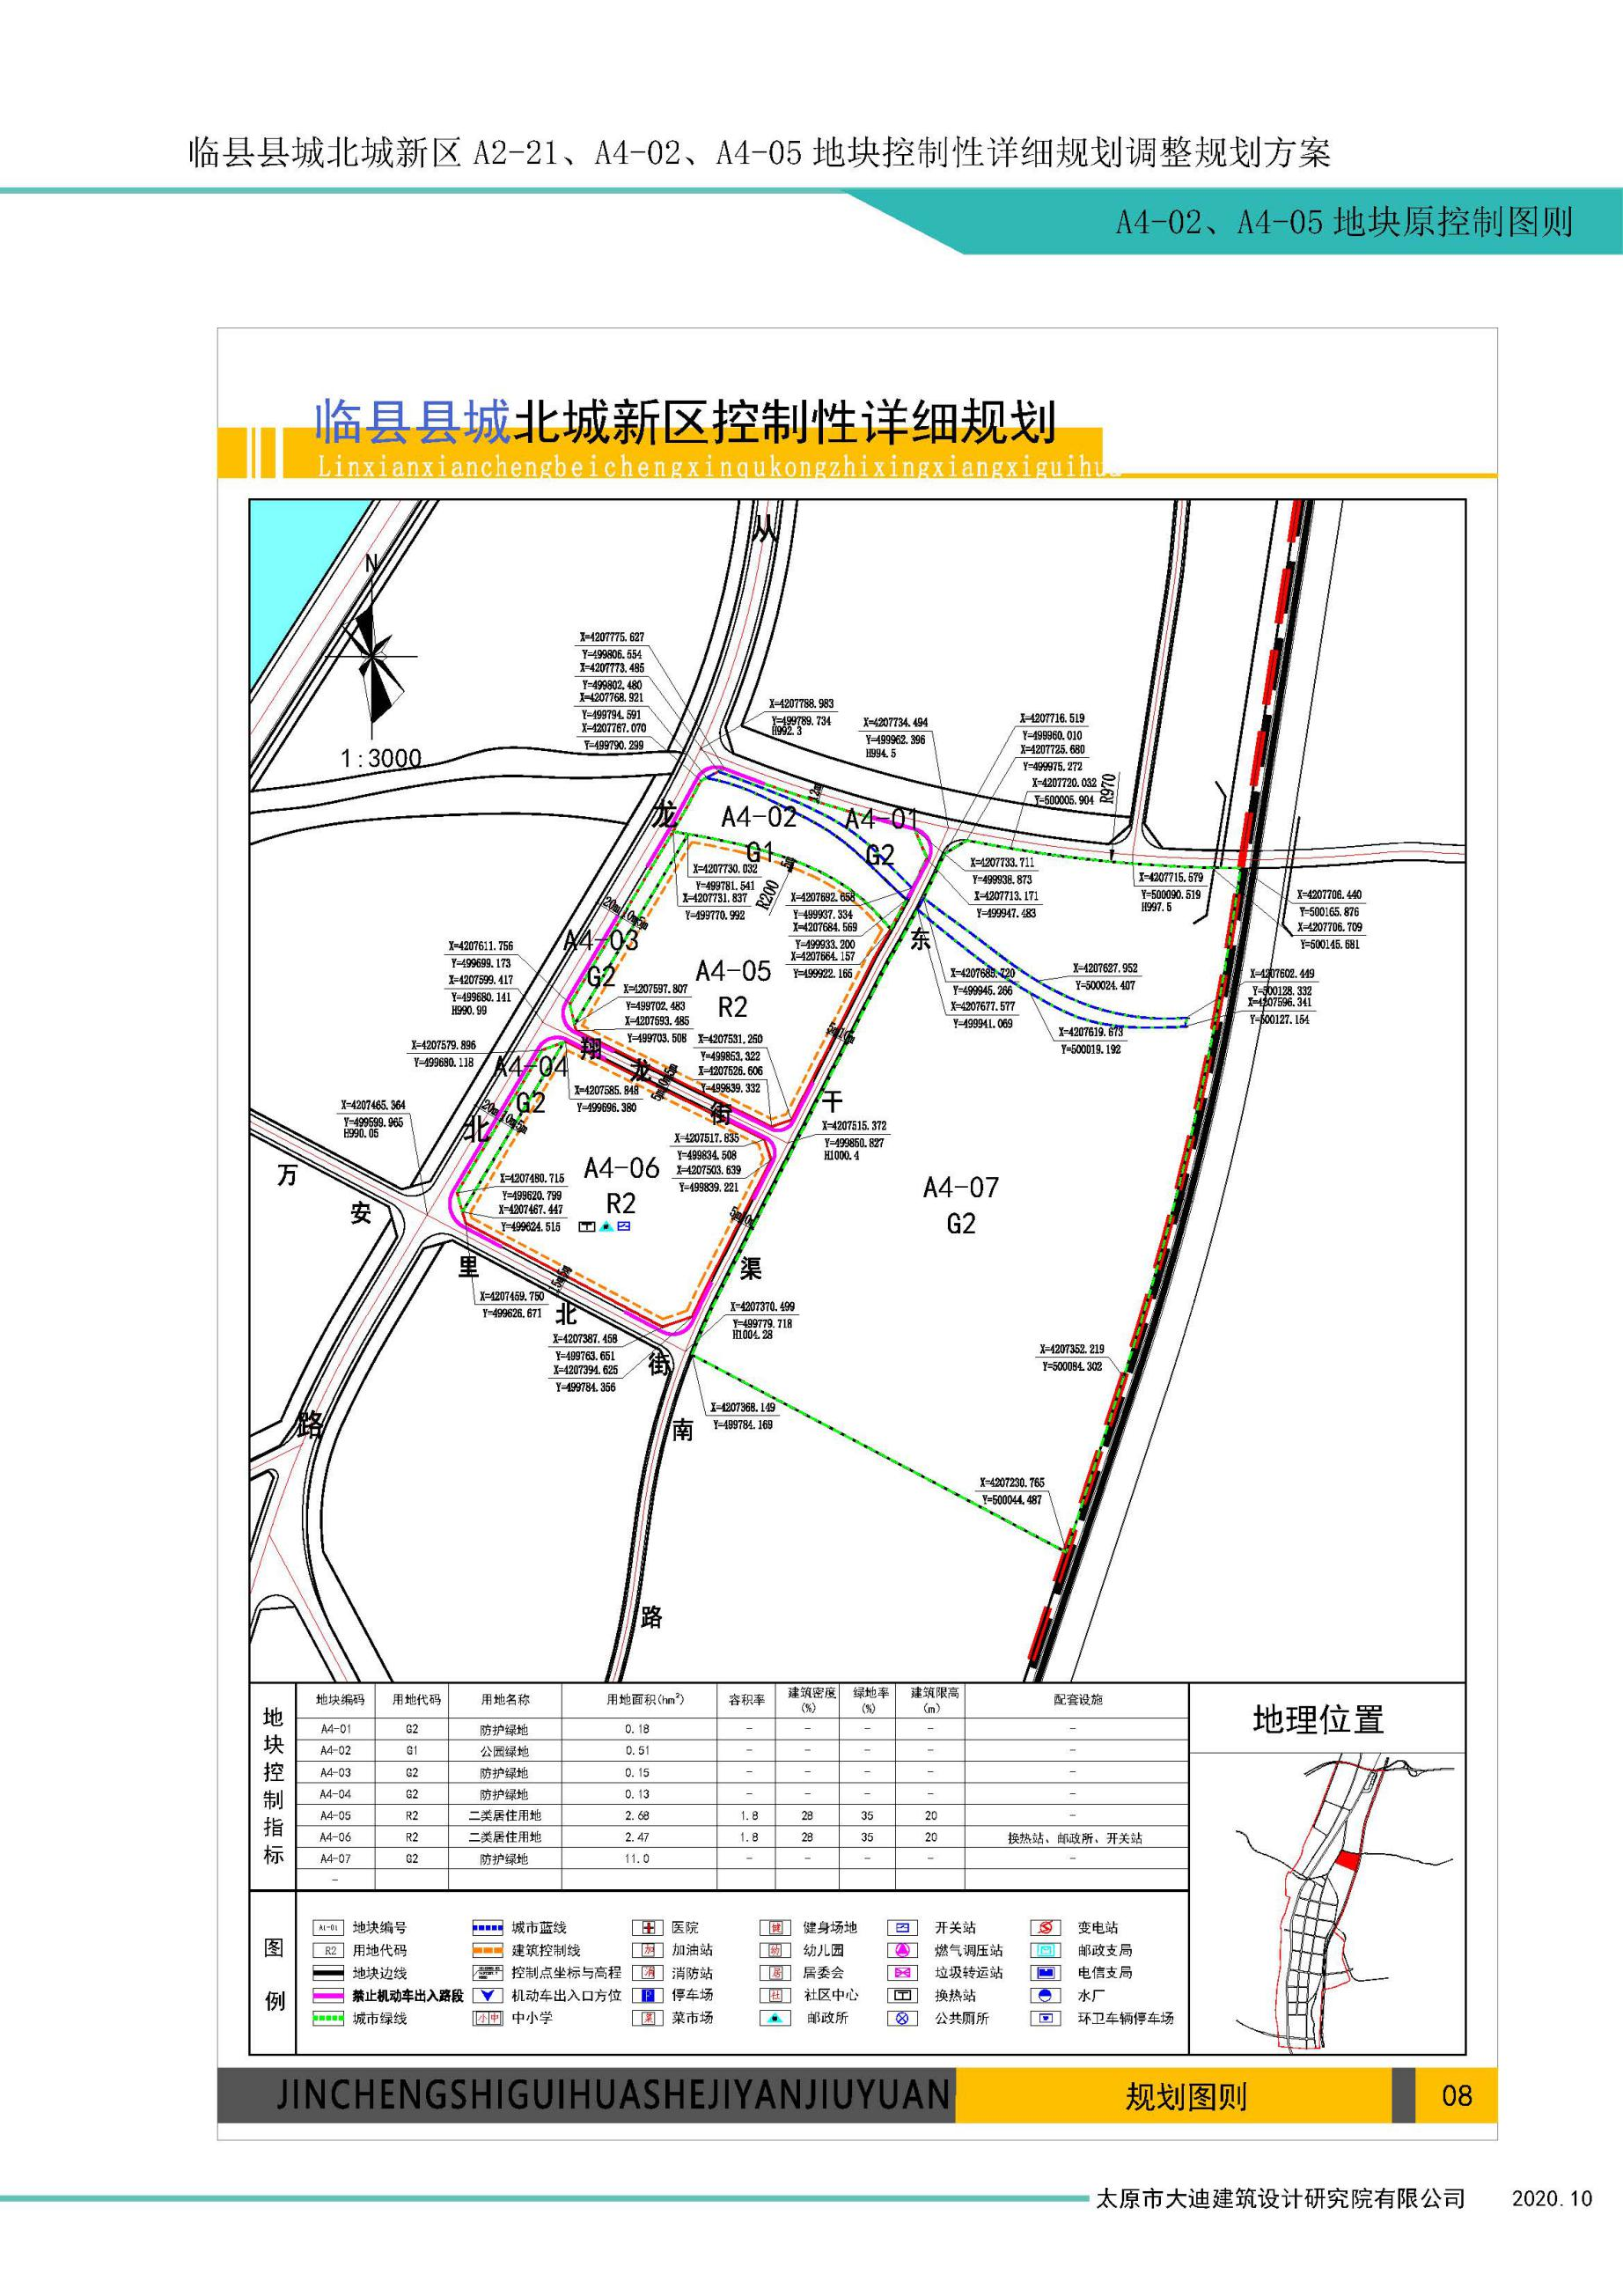 临县县城北城新区 A2-21、A4-02、A4-05 地块控制性详细规划调整规划方案
A4-02、A4-05 地块原控制图则
临县县城北城新区控制性详细规划
Linxianxianchengbeichengxinqukongzhixingxiangxiguihua
从
N
1:3000
X=4207775.627
Y=499806.554
X=4207773.485
Y=499802.480
X=4207768.921
Y=499794.591
X=4207767.070
Y=499790.299
X=4207788.983
Y=499789.734
H992.3
X=4207734.494
Y=499962.396
H994.5
X=4207716.519
Y=499960.010
X=4207725.680
Y=499975.272
X=4207720.032
Y=500005.904
R970
龙
A4-02
G1
A4-01
G2
12m
5m
R200
X=4207730.032
Y=499781.541
X=4207731.837
Y=499770.992
X=4207692.658
Y=499937.334
X=4207684.569
Y=499933.200
X=4207664.157
Y=499922.165
X=4207733.711
Y=499938.873
X=4207713.171
Y=499947.483
X=4207715.579
Y=500090.519
H997.5
X=4207706.440
Y=500165.876
X=4207706.709
Y=500145.681
东
20m 10m 5m
A4-03
G2
A4-05
R2
X=4207611.756
Y=499699.173
X=4207599.417
Y=499680.141
H990.99
X=4207597.807
Y=499702.483
X=4207593.485
Y=499703.508
X=4207685.720
Y=499945.266
X=4207677.577
Y=499941.069
X=4207627.952
Y=500024.407
X=4207602.449
Y=500128.332
X=4207596.341
Y=500127.154
X=4207619.673
Y=500019.192
X=4207579.896
Y=499680.118
A4-04
G2
翔
龙
街
X=4207531.250
Y=499853.322
X=4207526.606
Y=499839.332
X=4207585.848
Y=499696.380
干
X=4207465.364
Y=499599.965
H990.05
北
X=4207515.372
Y=499850.827
H1000.4
X=4207517.635
Y=499834.508
X=4207503.639
Y=499839.221
A4-06
R2
A4-07
G2
万
安
X=4207480.715
Y=499620.799
X=4207467.447
Y=499624.515
里
渠
X=4207459.750
Y=499626.671
北
X=4207370.499
Y=499779.718
H1004.28
X=4207387.458
Y=499763.651
X=4207394.625
Y=499784.356
街
X=4207352.219
Y=500084.302
路
X=4207368.149
Y=499784.169
南
X=4207230.765
Y=500044.487
路
地块控制指标
地块编码 用地代码 用地名称 用地面积(hm²) 容积率 建筑密度(%) 绿地率(%) 建筑限高(m) 配套设施
A4-01 G2 防护绿地 0.18 - - - - -
A4-02 G1 公园绿地 0.51 - - - - -
A4-03 G2 防护绿地 0.15 - - - - -
A4-04 G2 防护绿地 0.13 - - - - -
A4-05 R2 二类居住用地 2.68 1.8 28 35 20 -
A4-06 R2 二类居住用地 2.47 1.8 28 35 20 换热站、邮政所、开关站
A4-07 G2 防护绿地 11.0 - - - - -
-
地理位置
图例
A1-01 地块编号 城市蓝线 医院 健 健身场地 开关站 变电站
R2 用地代码 建筑控制线 加 加油站 幼 幼儿园 燃气调压站 邮政支局
地块边线 控制点坐标与高程 消 消防站 居 居委会 垃圾转运站 电信支局
禁止机动车出入路段 机动车出入口方位 P 停车场 社 社区中心 换热站 水厂
城市绿线 小中 中小学 菜 菜市场 邮政所 公共厕所 环卫车辆停车场
JINCHENGSHIGUIHUASHEJIYANJIUYUAN
规划图则
08
太原市大迪建筑设计研究院有限公司
2020.10